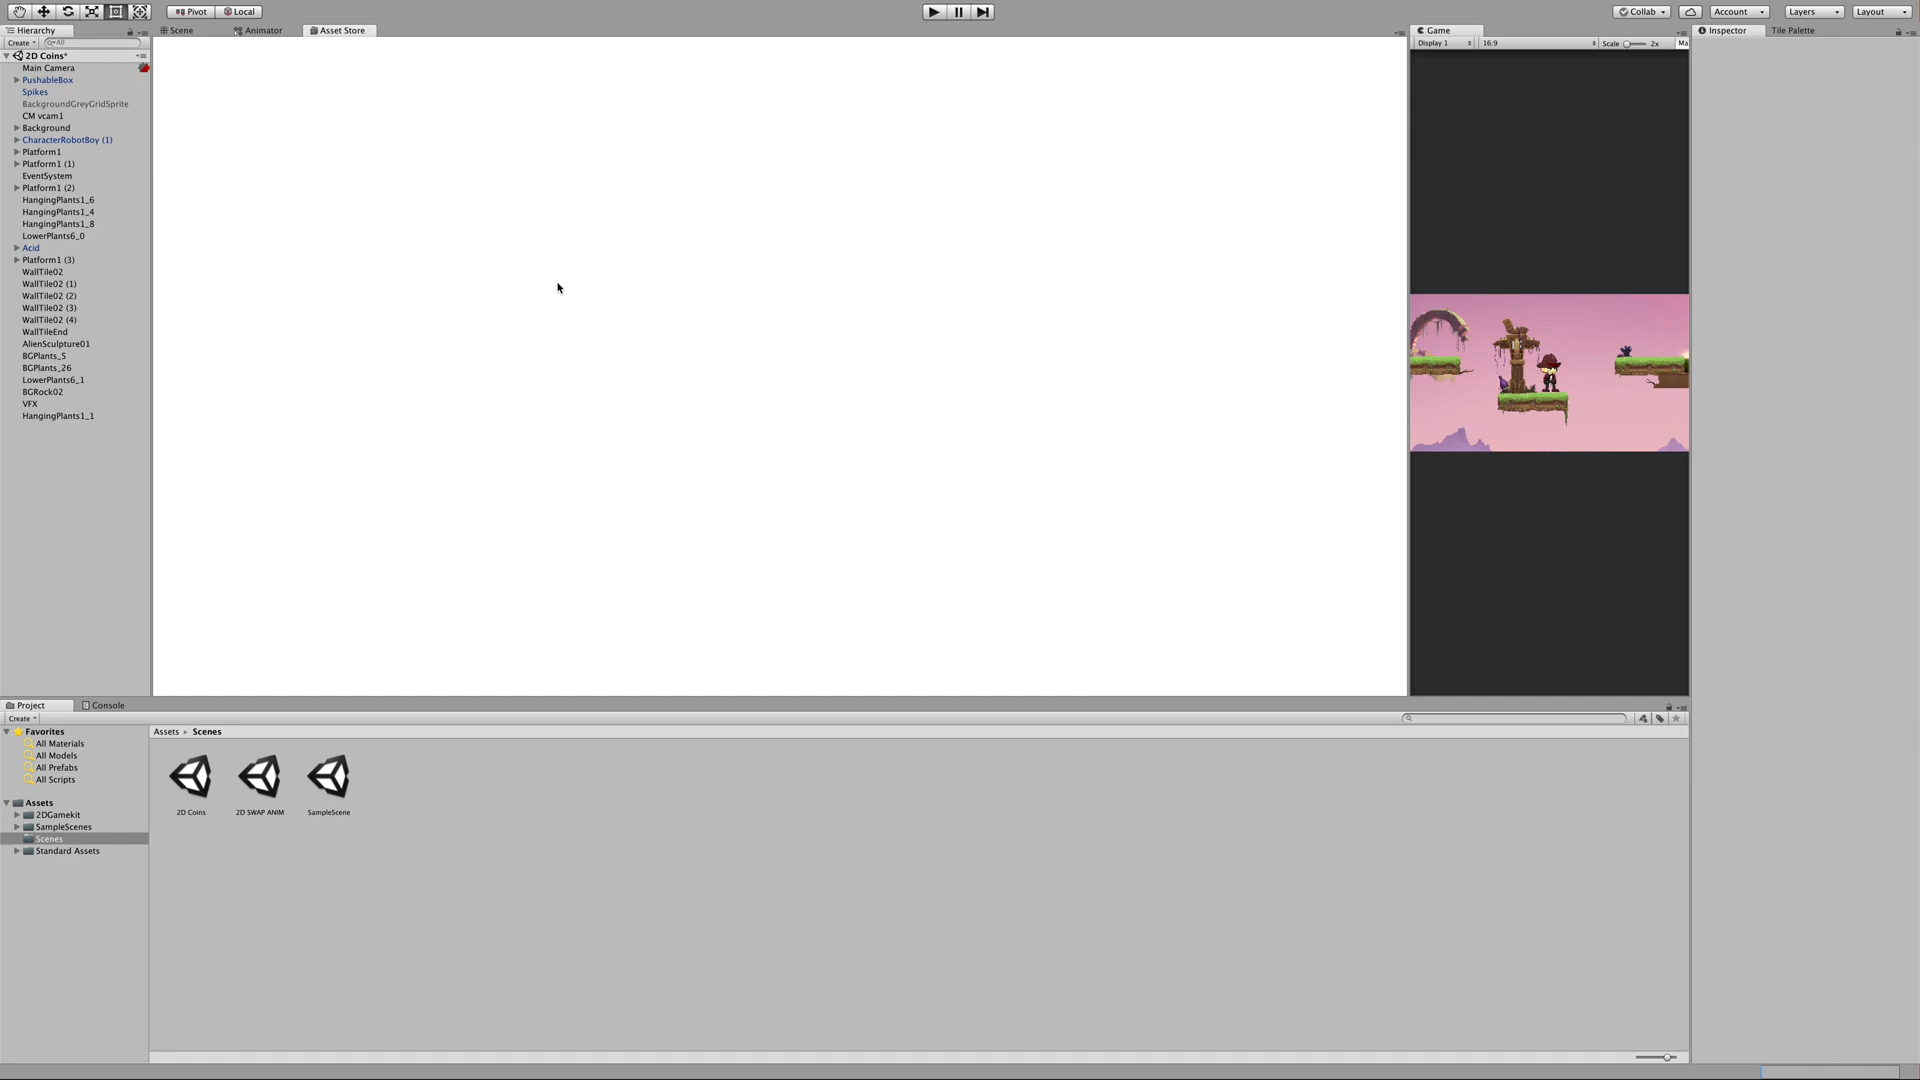 Pivot Local Collab Account Layers Layout
Hierarchy Scene Animator Asset Store Game Inspector Tile Palette
Create All Display 1 16:9 Scale 2x Ma
2D Coins*
Main Camera
PushableBox
Spikes
BackgroundGreyGridSprite
CM vcam1
Background
CharacterRobotBoy (1)
Platform1
Platform1 (1)
EventSystem
Platform1 (2)
HangingPlants1_6
HangingPlants1_4
HangingPlants1_8
LowerPlants6_0
Acid
Platform1 (3)
WallTile02
WallTile02 (1)
WallTile02 (2)
WallTile02 (3)
WallTile02 (4)
WallTileEnd
AlienSculpture01
BGPlants_5
BGPlants_26
LowerPlants6_1
BGRock02
VFX
HangingPlants1_1
Project Console
Create
Favorites
All Materials
All Models
All Prefabs
All Scripts
Assets
2DGamekit
SampleScenes
Scenes
Standard Assets
Assets Scenes
2D Coins 2D SWAP ANIM SampleScene